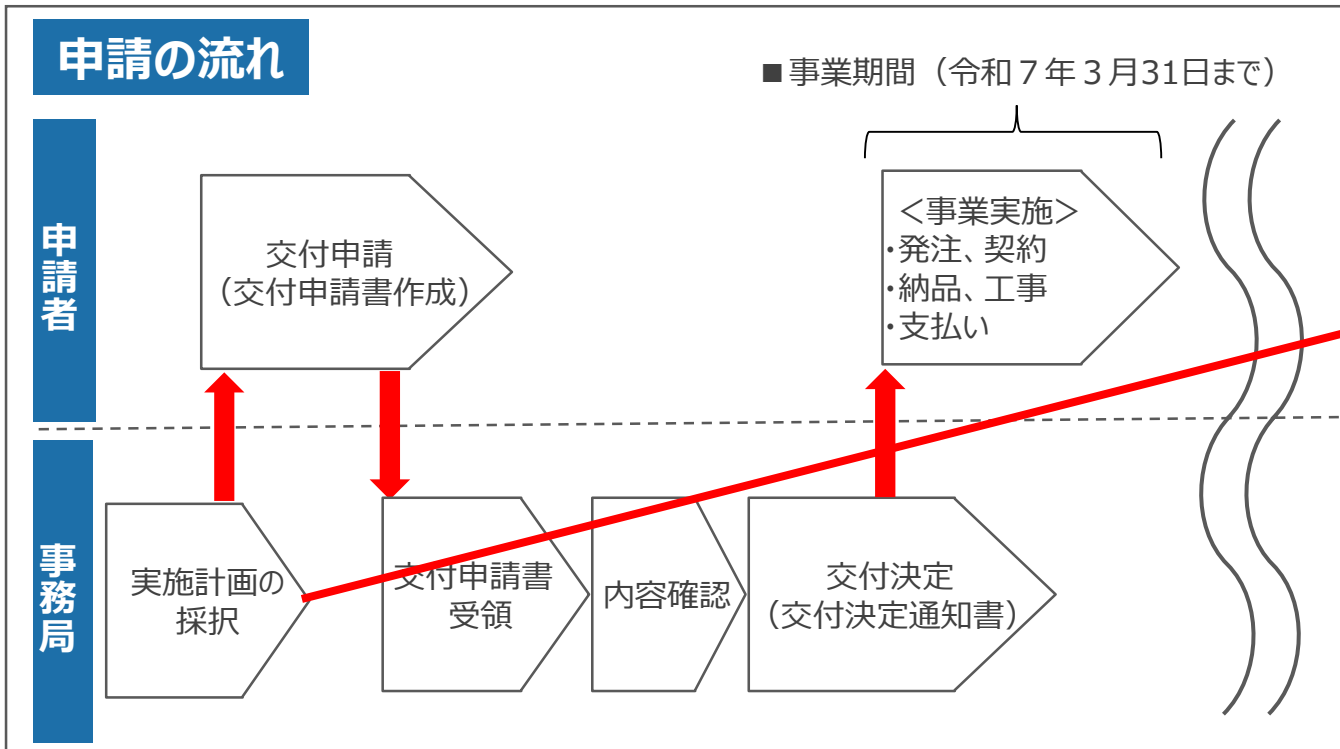 申請の流れ
■事業期間（令和７年３月31日まで）
申請者
交付申請
（交付申請書作成）
＜事業実施＞
・発注、契約
・納品、工事
・支払い
事務局
実施計画の
採択
交付申請書
受領
内容確認
交付決定
（交付決定通知書）